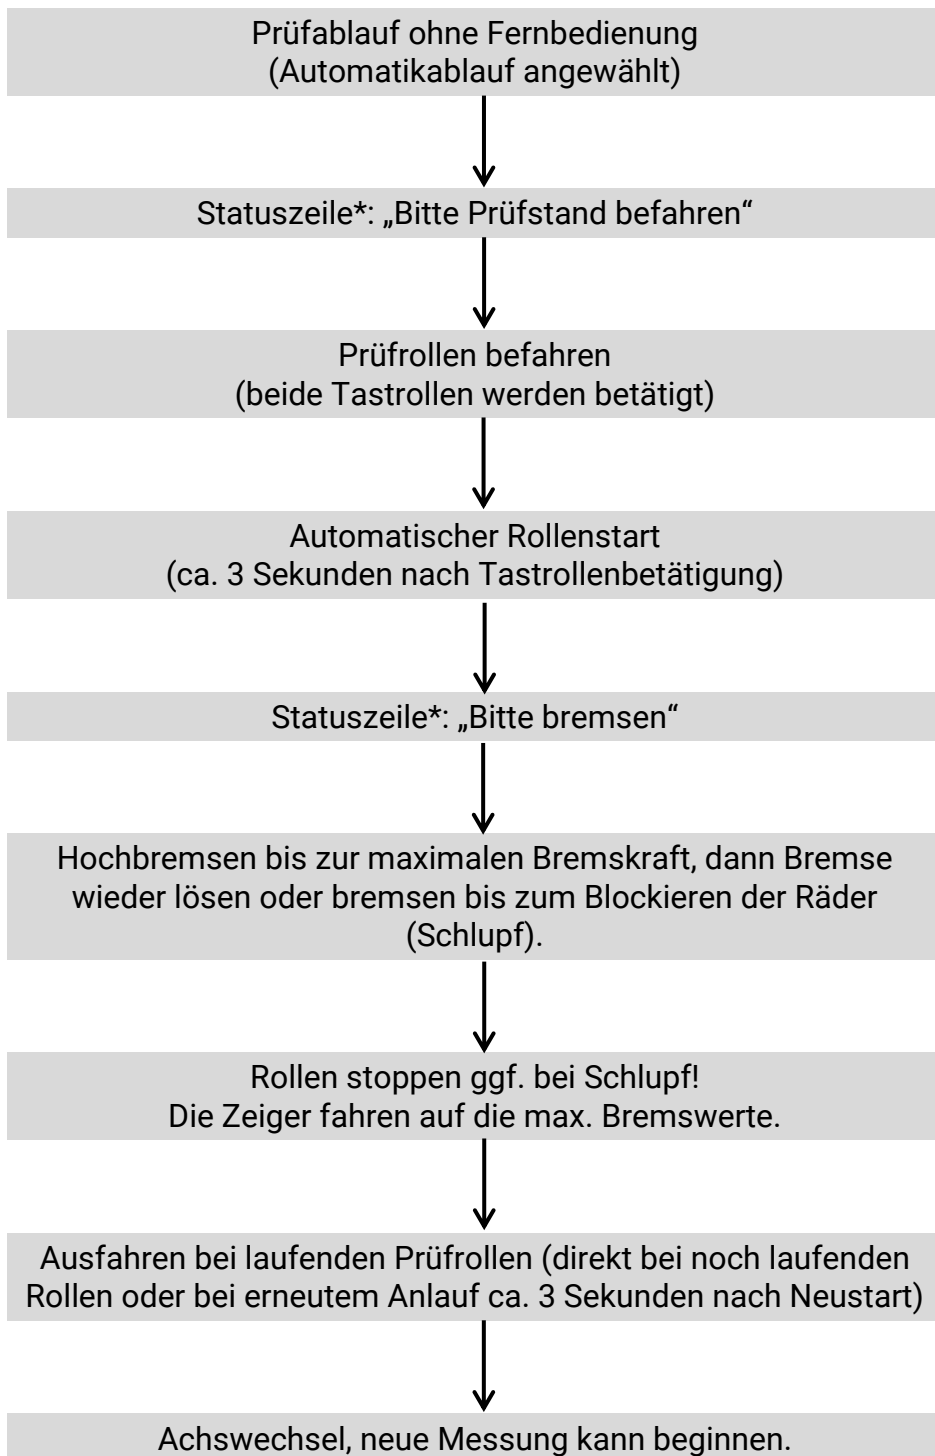 Prüfablauf ohne Fernbedienung
(Automatikablauf angewählt)
Statuszeile*: „Bitte Prüfstand befahren“
Prüfrollen befahren
(beide Tastrollen werden betätigt)
Automatischer Rollenstart
(ca. 3 Sekunden nach Tastrollenbetätigung)
Statuszeile*: „Bitte bremsen“
Hochbremsen bis zur maximalen Bremskraft, dann Bremse
wieder lösen oder bremsen bis zum Blockieren der Räder
(Schlupf).
Rollen stoppen ggf. bei Schlupf!
Die Zeiger fahren auf die max. Bremswerte.
Ausfahren bei laufenden Prüfrollen (direkt bei noch laufenden
Rollen oder bei erneutem Anlauf ca. 3 Sekunden nach Neustart)
Achswechsel, neue Messung kann beginnen.